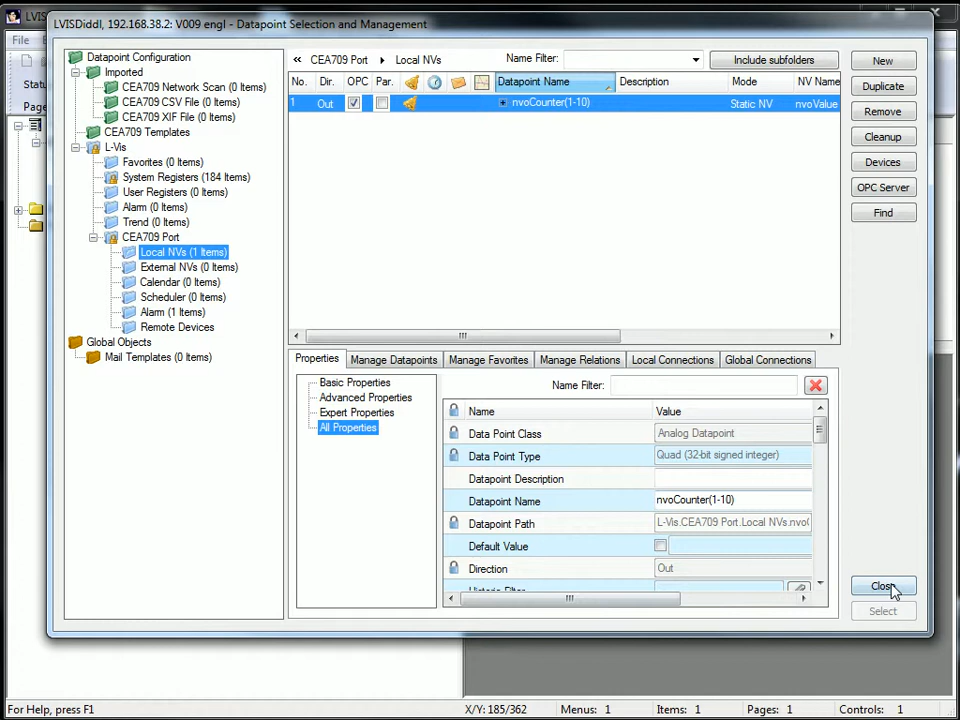 LVIS
LVISDiddl, 192.168.38.2: V009 engl - Datapoint Selection and Management
File
Statu
Page
Datapoint Configuration
Imported
CEA709 Network Scan (0 Items)
CEA709 CSV File (0 Items)
CEA709 XIF File (0 Items)
CEA709 Templates
L-Vis
Favorites (0 Items)
System Registers (184 Items)
User Registers (0 Items)
Alarm (0 Items)
Trend (0 Items)
CEA709 Port
Local NVs (1 Items)
External NVs (0 Items)
Calendar (0 Items)
Scheduler (0 Items)
Alarm (1 Items)
Remote Devices
Global Objects
Mail Templates (0 Items)
« CEA709 Port Local NVs Name Filter: Include subfolders
No. Dir. OPC Par. Datapoint Name Description Mode NV Name
1 Out nvoCounter(1-10) Static NV nvoValue
New
Duplicate
Remove
Cleanup
Devices
OPC Server
Find
Properties Manage Datapoints Manage Favorites Manage Relations Local Connections Global Connections
Basic Properties
Advanced Properties
Expert Properties
All Properties
Name Filter:
Name Value
Data Point Class Analog Datapoint
Data Point Type Quad (32-bit signed integer)
Datapoint Description
Datapoint Name nvoCounter(1-10)
Datapoint Path L-Vis.CEA709 Port.Local NVs.nvo
Default Value
Direction Out
Historic Filter
Close
Select
For Help, press F1 X/Y: 185/362 Menus: 1 Items: 1 Pages: 1 Controls: 1